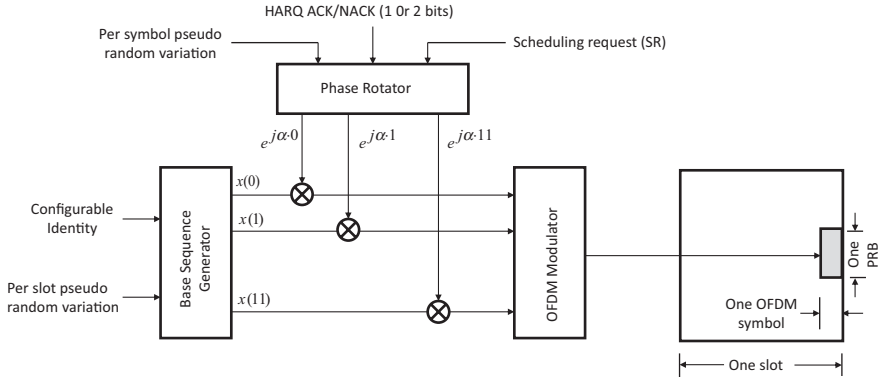 HARQ ACK/NACK (1 0r 2 bits)
Per symbol pseudo
random variation
Scheduling request (SR)
Phase Rotator
e^{jα·0}
e^{jα·1}
e^{jα·11}
x(0)
x(1)
x(11)
Configurable
Identity
Per slot pseudo
random variation
Base Sequence
Generator
OFDM Modulator
One
PRB
One OFDM
symbol
One slot